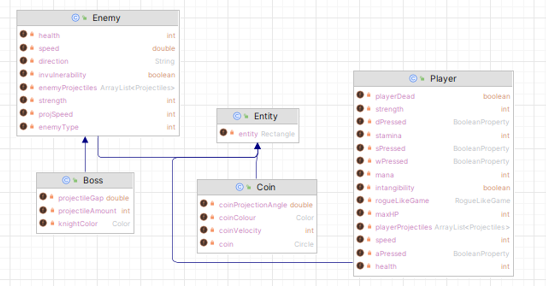 Enemy
health int
speed double
direction String
invulnerability boolean
enemyProjectiles ArrayList<Projectiles>
strength int
projSpeed int
enemyType int
Entity
entity Rectangle
Player
playerDead boolean
strength int
dPressed BooleanProperty
stamina int
sPressed BooleanProperty
wPressed BooleanProperty
mana int
intangibility boolean
rogueLikeGame RogueLikeGame
maxHP int
playerProjectiles ArrayList<Projectiles>
speed int
aPressed BooleanProperty
health int
Boss
projectileGap double
projectileAmount int
knightColor Color
Coin
coinProjectionAngle double
coinColour Color
coinVelocity int
coin Circle